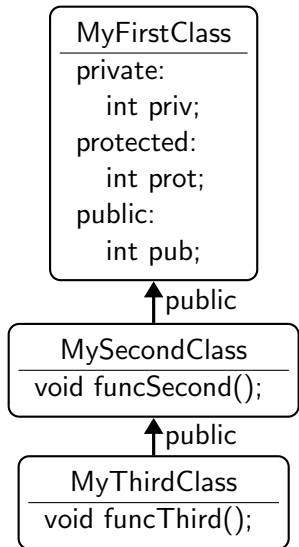 MyFirstClass
private:
int priv;
protected:
int prot;
public:
int pub;
public
MySecondClass
void funcSecond();
public
MyThirdClass
void funcThird();